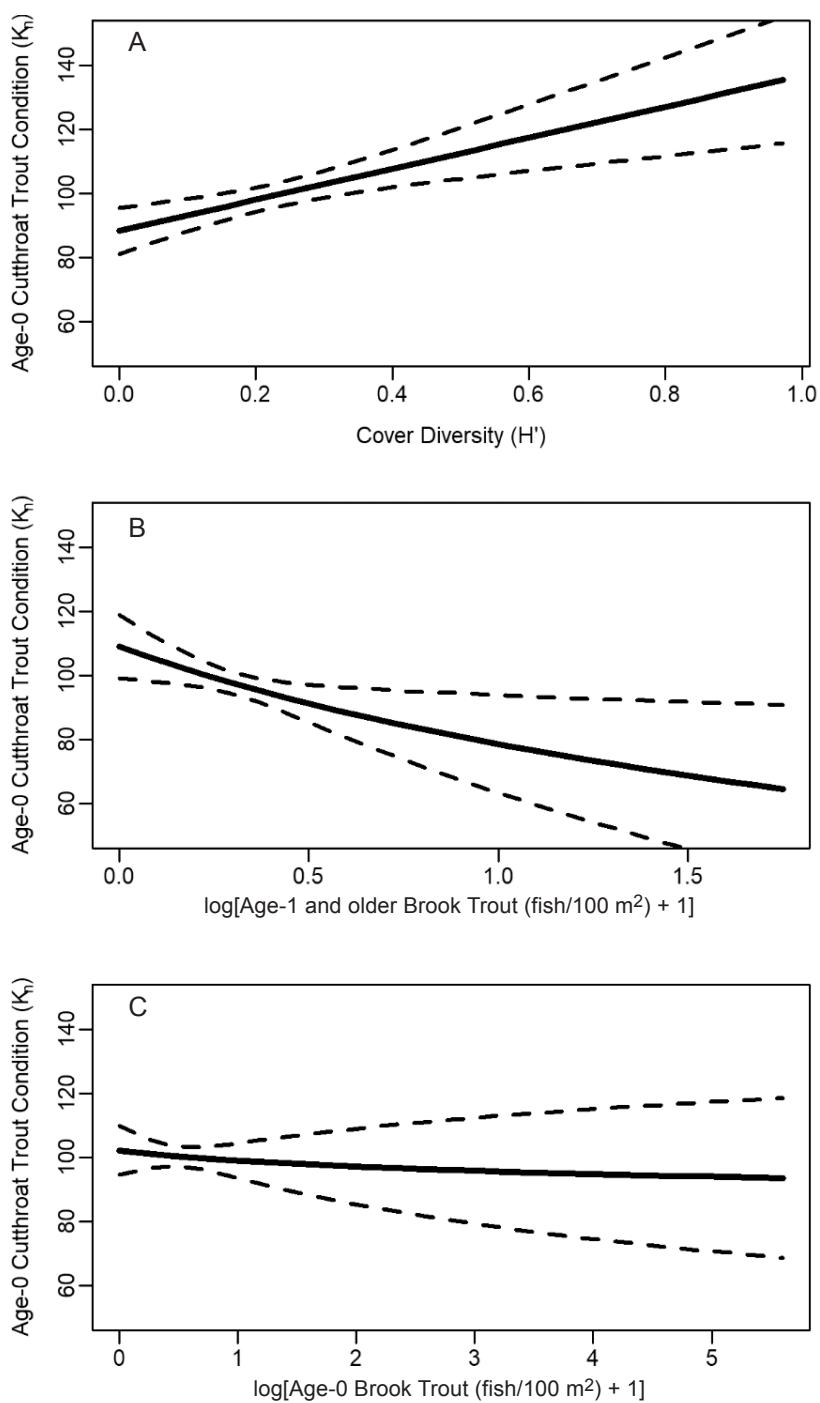 A
Age-0 Cutthroat Trout Condition (Kn)
140
120
100
80
60
0.0 0.2 0.4 0.6 0.8 1.0
Cover Diversity (H')
B
Age-0 Cutthroat Trout Condition (Kn)
140
120
100
80
60
0.0 0.5 1.0 1.5
log[Age-1 and older Brook Trout (fish/100 m²) + 1]
C
Age-0 Cutthroat Trout Condition (Kn)
140
120
100
80
60
0 1 2 3 4 5
log[Age-0 Brook Trout (fish/100 m²) + 1]